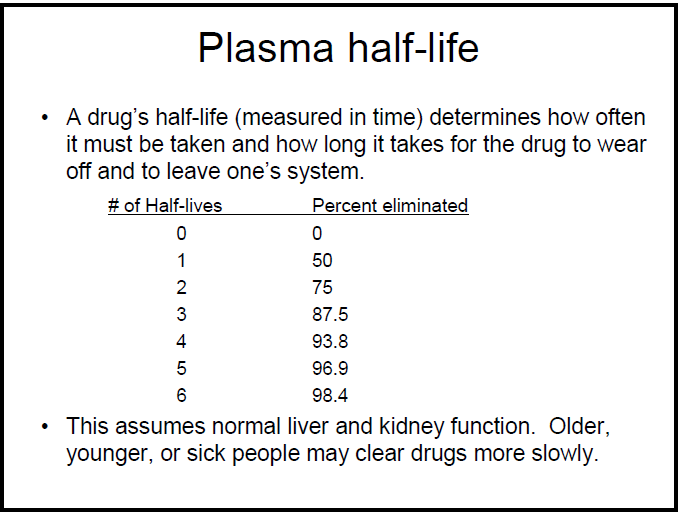 Plasma half-life
• A drug's half-life (measured in time) determines how often
it must be taken and how long it takes for the drug to wear
off and to leave one's system.
# of Half-lives Percent eliminated
0 0
1 50
2 75
3 87.5
4 93.8
5 96.9
6 98.4
• This assumes normal liver and kidney function.  Older,
younger, or sick people may clear drugs more slowly.